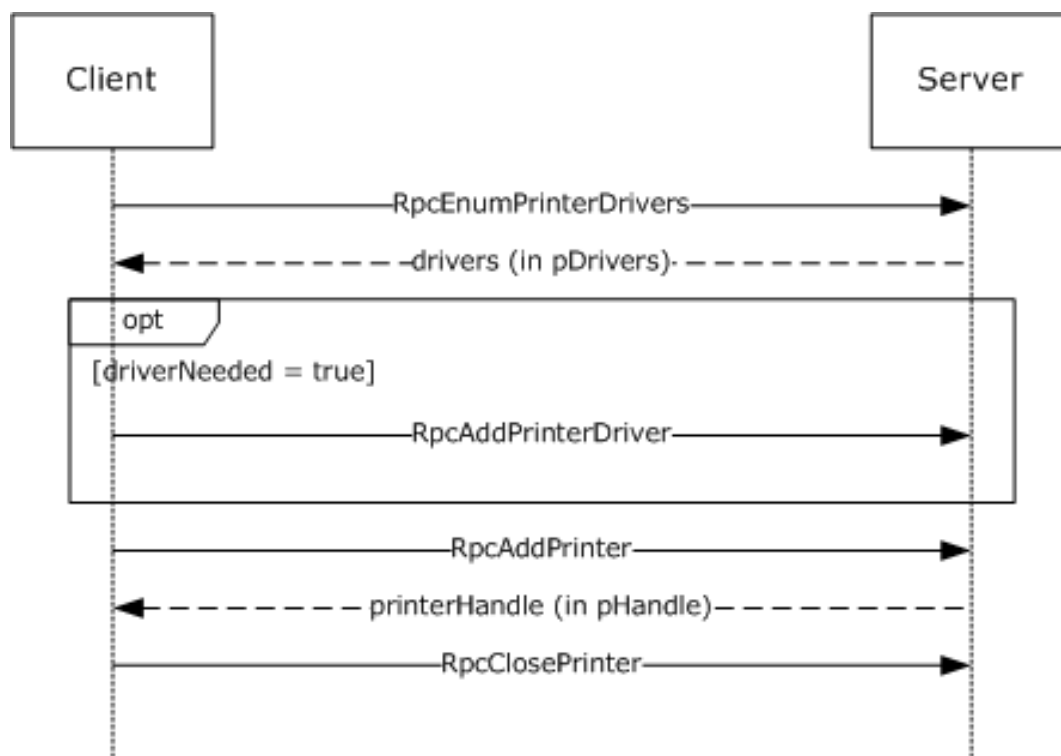 Client
Server
RpcEnumPrinterDrivers
drivers (in pDrivers)
opt
[driverNeeded = true]
RpcAddPrinterDriver
RpcAddPrinter
printerHandle (in pHandle)
RpcClosePrinter